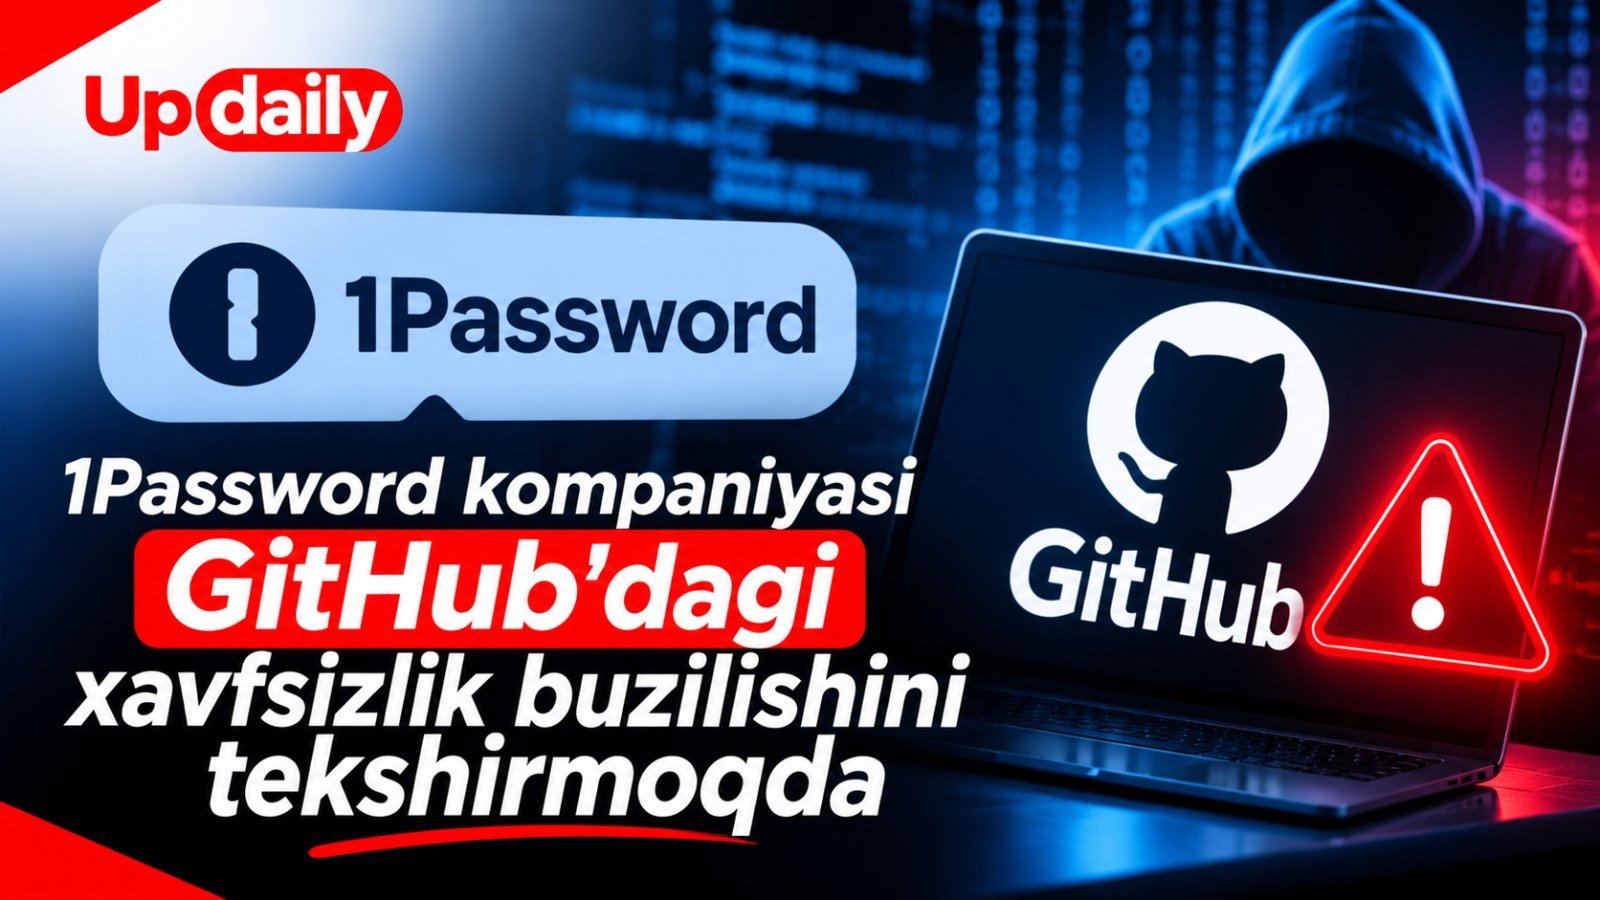 Updaily
1Password
1Password kompaniyasi
GitHub’dagi
xavfsizlik buzilishini
tekshirmoqda
GitHub
!